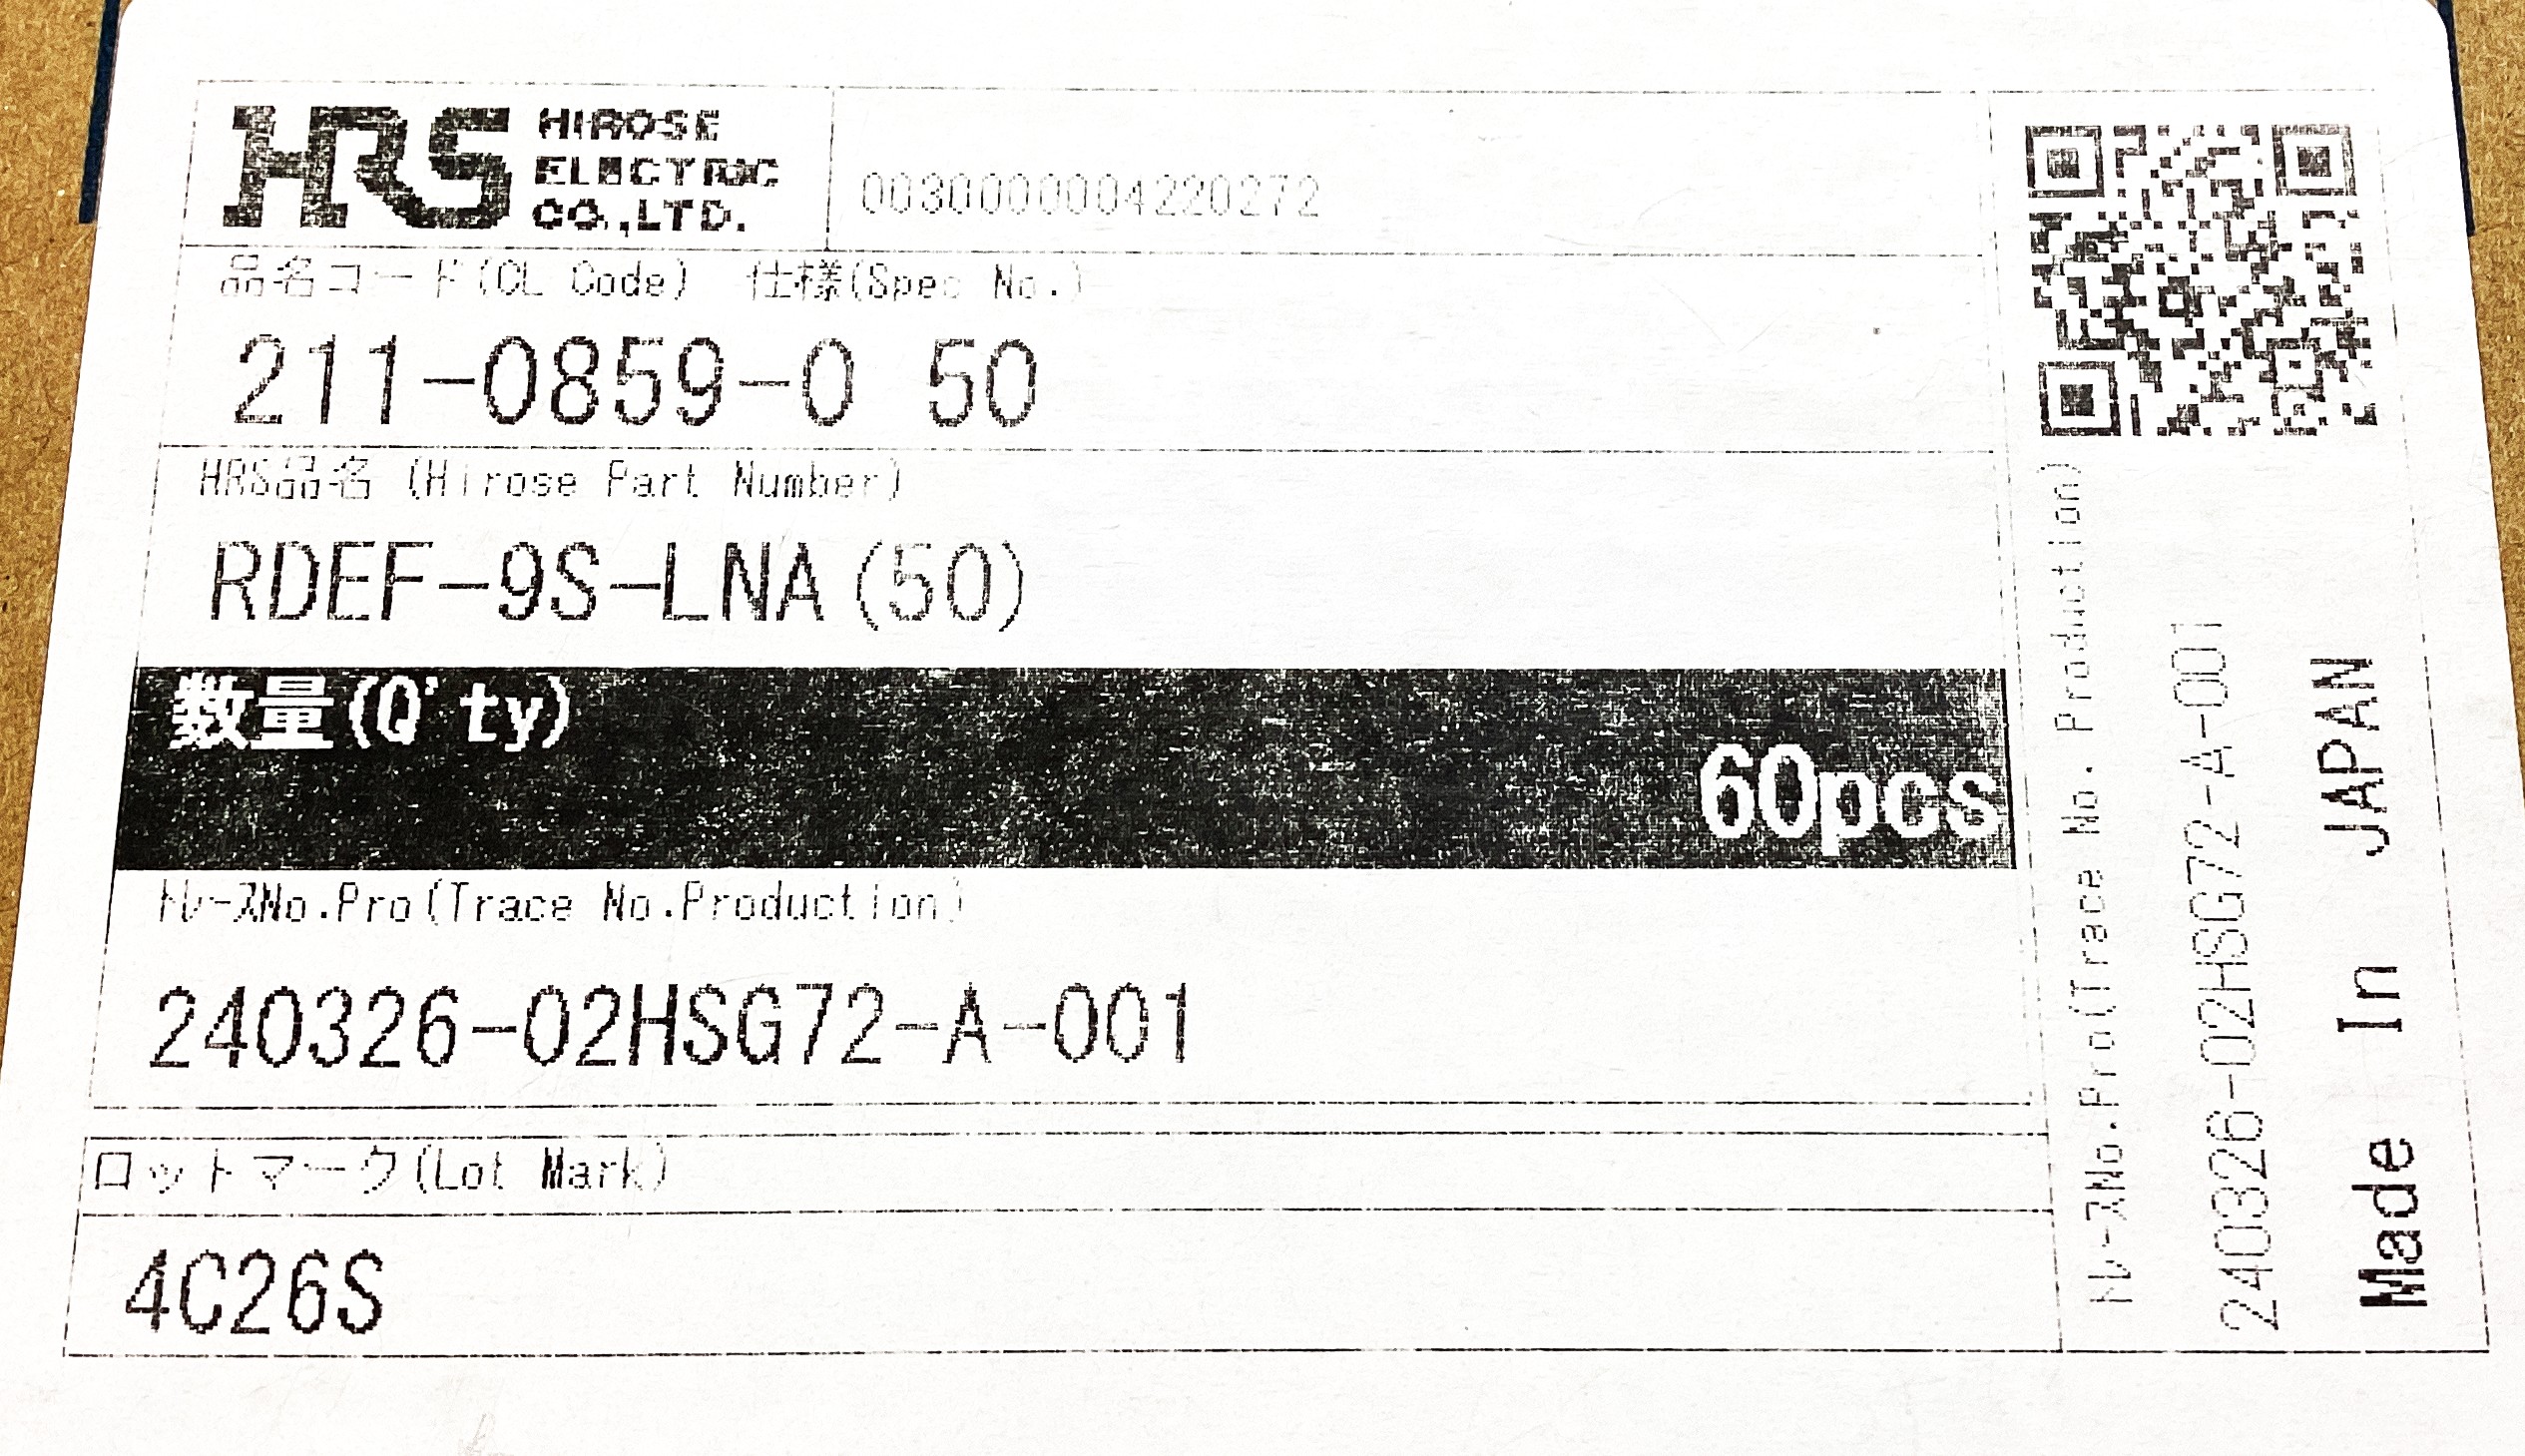 HRS HIROSE
ELECTRIC
CO.,LTD.
0030000004220272
品名コード(CL Code) 仕様(Spec No.)
211-0859-0 50
HRS品名 (Hirose Part Number)
RDEF-9S-LNA(50)
数量(Q'ty)
60pcs
ﾄﾚｰｽNo.Pro(Trace No.Production)
240326-02HSG72-A-001
ロットマーク(Lot Mark)
4C26S
ﾄﾚｰｽNo.Pro(Trace No. Production)
240326-02HSG72-A-001
Made In JAPAN